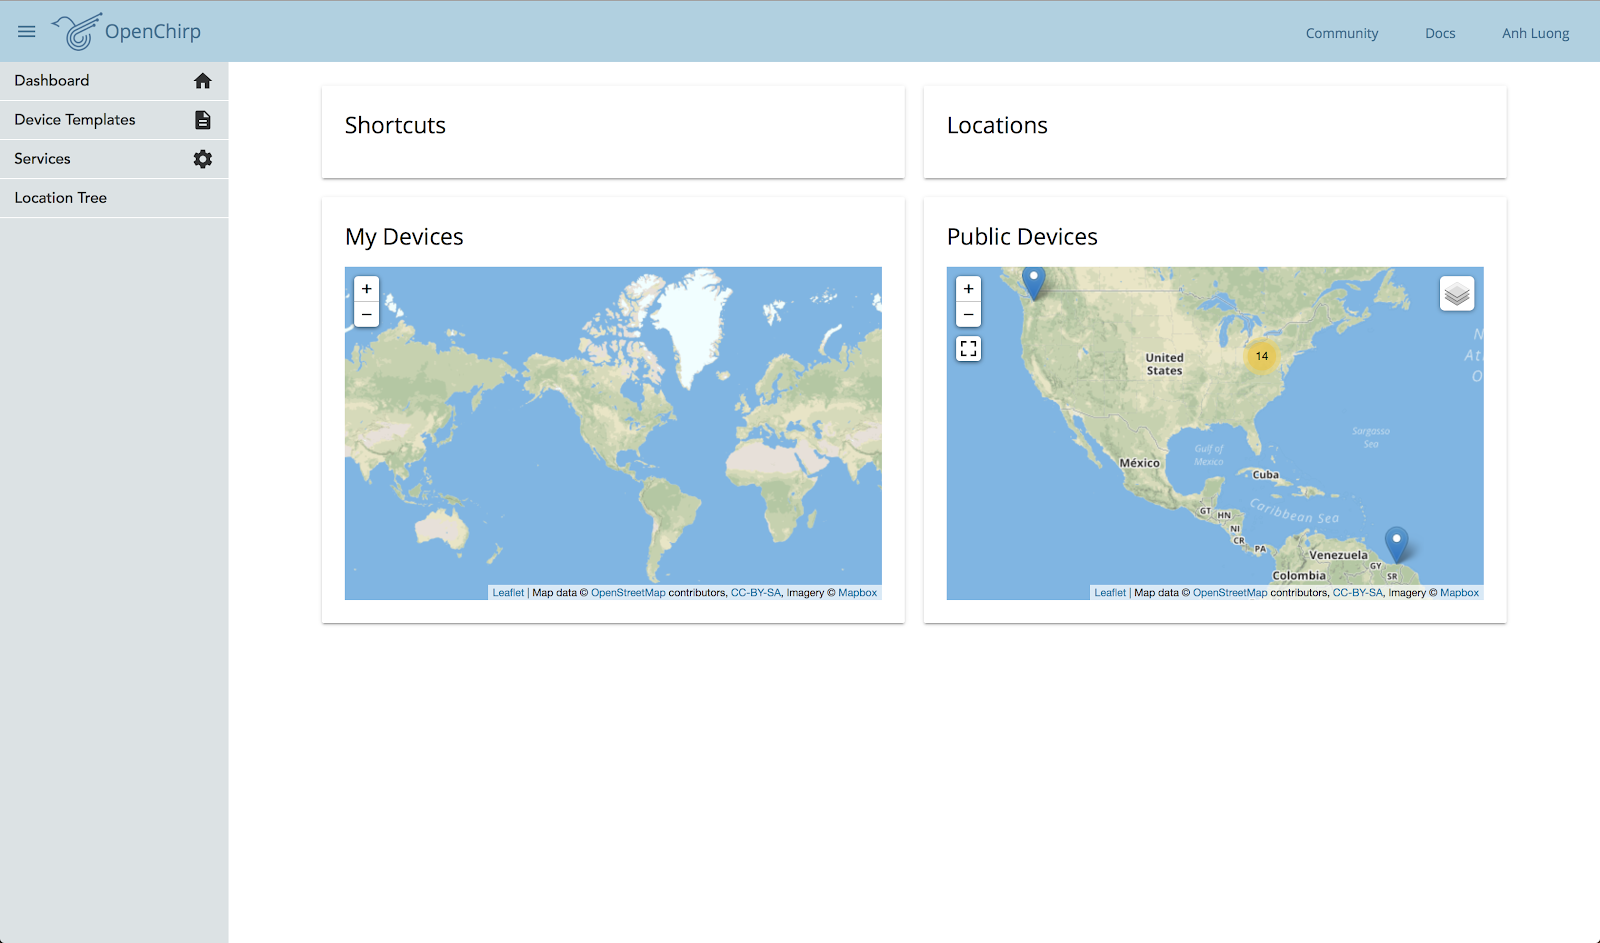 OpenChirp
Community
Docs
Anh Luong
Dashboard
Device Templates
Services
Location Tree
Shortcuts
Locations
My Devices
+
−
Leaflet | Map data © OpenStreetMap contributors, CC-BY-SA, Imagery © Mapbox
Public Devices
+
−
14
United
States
N
At
O
Sargasso
Sea
Gulf of
Mexico
México
Cuba
Caribbean Sea
GT
HN
NI
CR
PA
Venezuela
GY
Colombia
SR
Leaflet | Map data © OpenStreetMap contributors, CC-BY-SA, Imagery © Mapbox